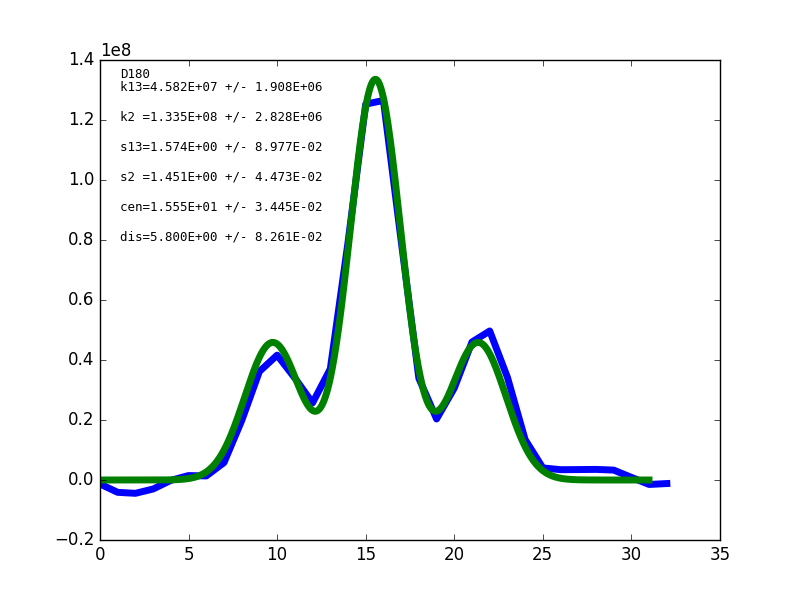 1e8
1.4
D180
k13=4.582E+07 +/- 1.908E+06
1.2
k2 =1.335E+08 +/- 2.828E+06
s13=1.574E+00 +/- 8.977E-02
1.0
s2 =1.451E+00 +/- 4.473E-02
cen=1.555E+01 +/- 3.445E-02
0.8
dis=5.800E+00 +/- 8.261E-02
0.6
0.4
0.2
0.0
−0.2
0 5 10 15 20 25 30 35